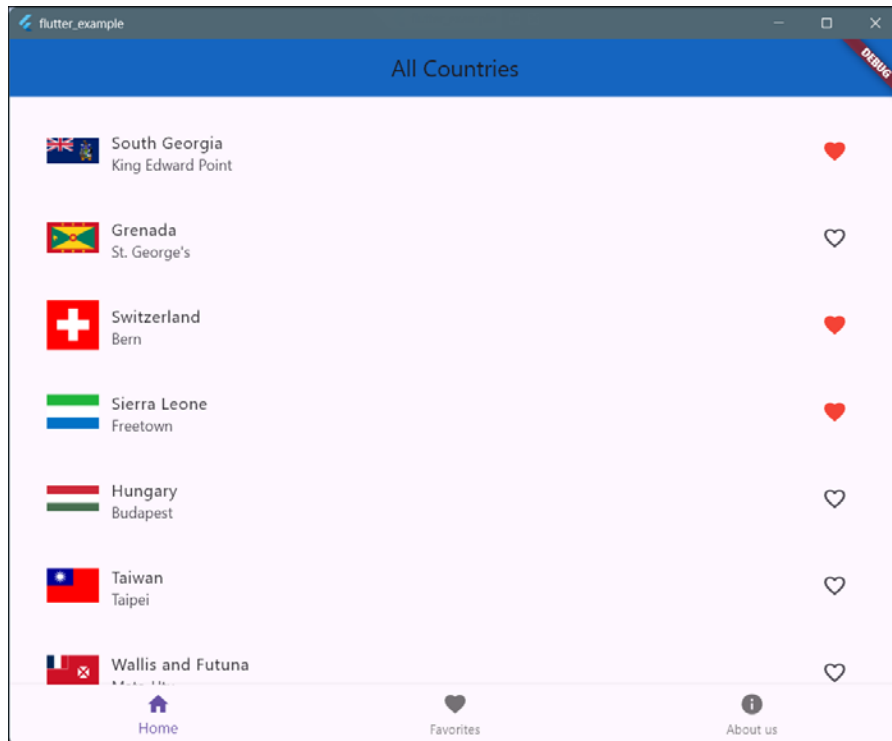 flutter_example
DEBUG
All Countries
South Georgia
King Edward Point
Grenada
St. George's
Switzerland
Bern
Sierra Leone
Freetown
Hungary
Budapest
Taiwan
Taipei
Wallis and Futuna
Home
Favorites
About us